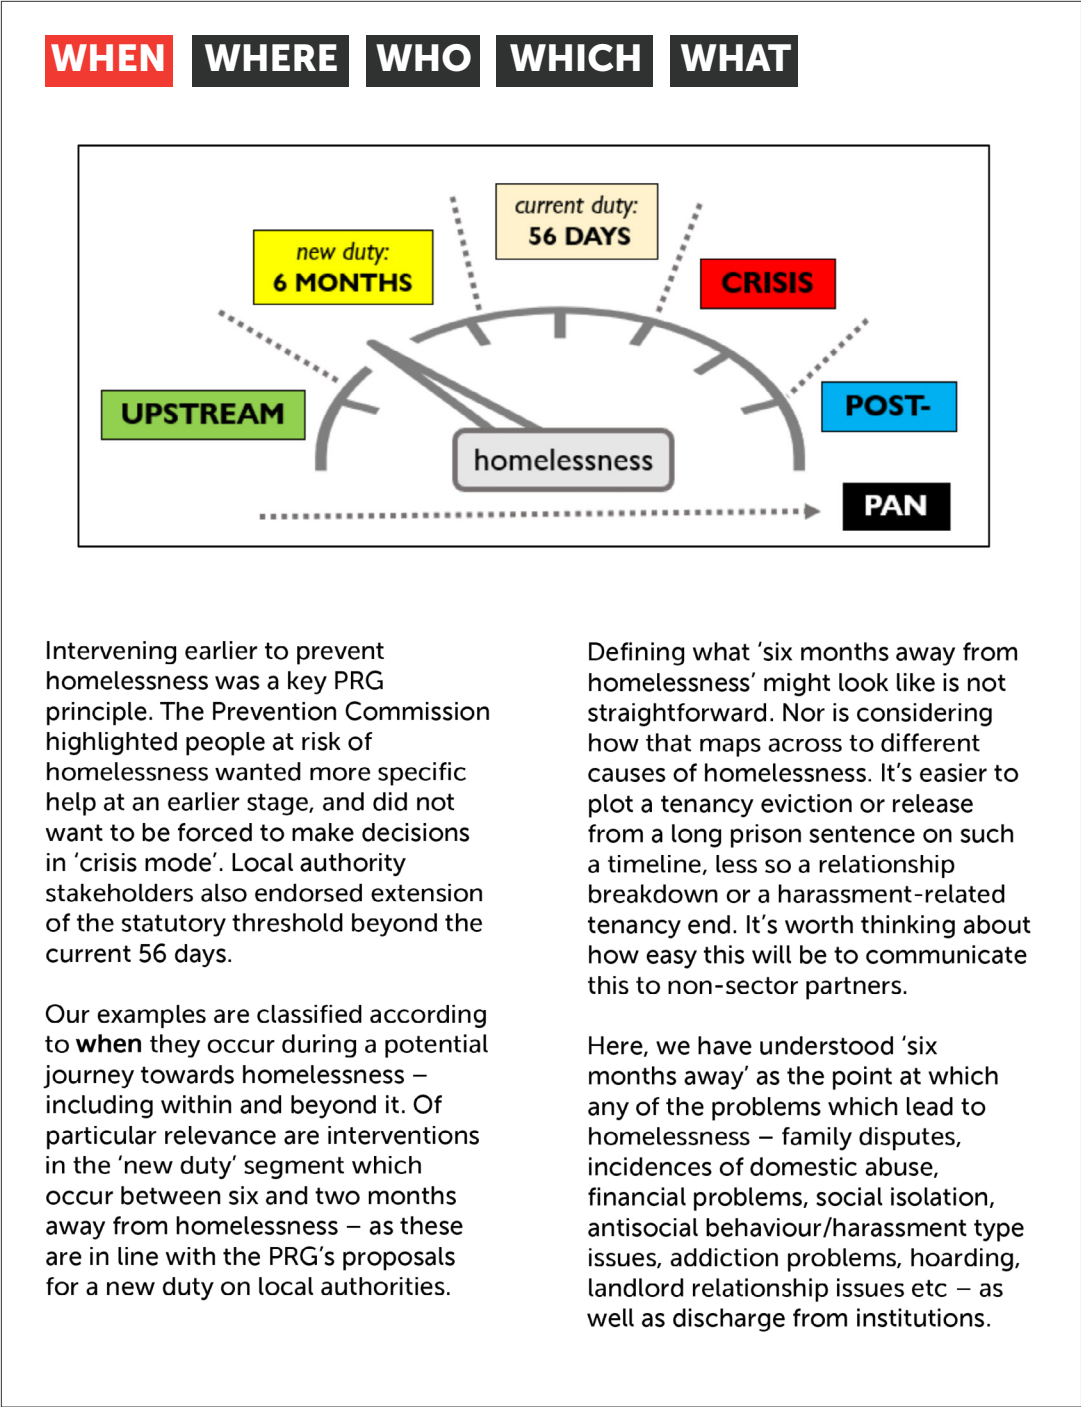 WHEN WHERE WHO WHICH WHAT
current duty:
56 DAYS
new duty:
6 MONTHS
CRISIS
UPSTREAM
POST-
homelessness
PAN
Intervening earlier to prevent
homelessness was a key PRG
principle. The Prevention Commission
highlighted people at risk of
homelessness wanted more specific
help at an earlier stage, and did not
want to be forced to make decisions
in ‘crisis mode’. Local authority
stakeholders also endorsed extension
of the statutory threshold beyond the
current 56 days.
Our examples are classified according
to when they occur during a potential
journey towards homelessness –
including within and beyond it. Of
particular relevance are interventions
in the ‘new duty’ segment which
occur between six and two months
away from homelessness – as these
are in line with the PRG’s proposals
for a new duty on local authorities.
Defining what ‘six months away from
homelessness’ might look like is not
straightforward. Nor is considering
how that maps across to different
causes of homelessness. It’s easier to
plot a tenancy eviction or release
from a long prison sentence on such
a timeline, less so a relationship
breakdown or a harassment-related
tenancy end. It’s worth thinking about
how easy this will be to communicate
this to non-sector partners.
Here, we have understood ‘six
months away’ as the point at which
any of the problems which lead to
homelessness – family disputes,
incidences of domestic abuse,
financial problems, social isolation,
antisocial behaviour/harassment type
issues, addiction problems, hoarding,
landlord relationship issues etc – as
well as discharge from institutions.